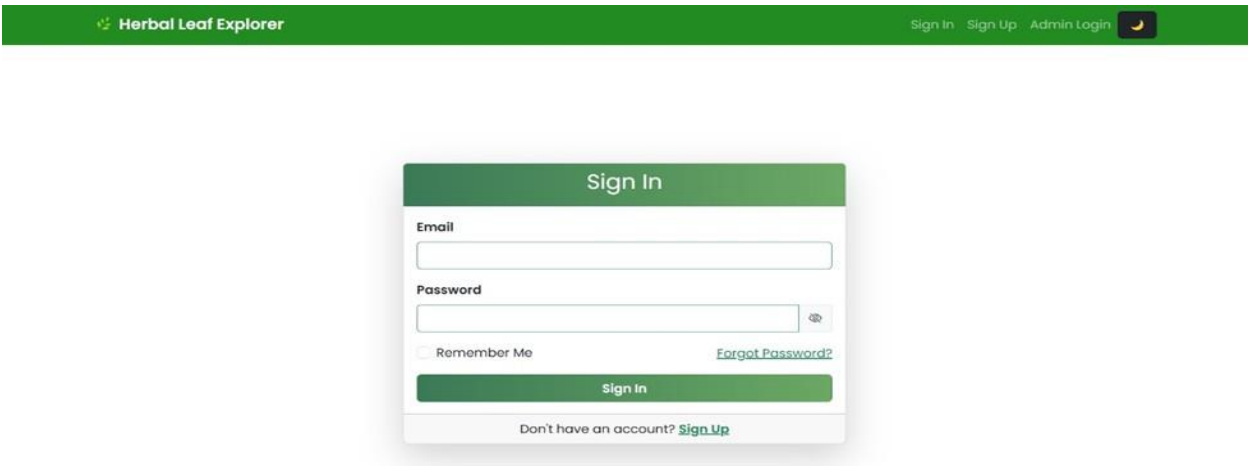 Herbal Leaf Explorer Sign In Sign Up Admin Login
Sign In
Email
Password
Remember Me Forgot Password?
Sign In
Don't have an account? Sign Up